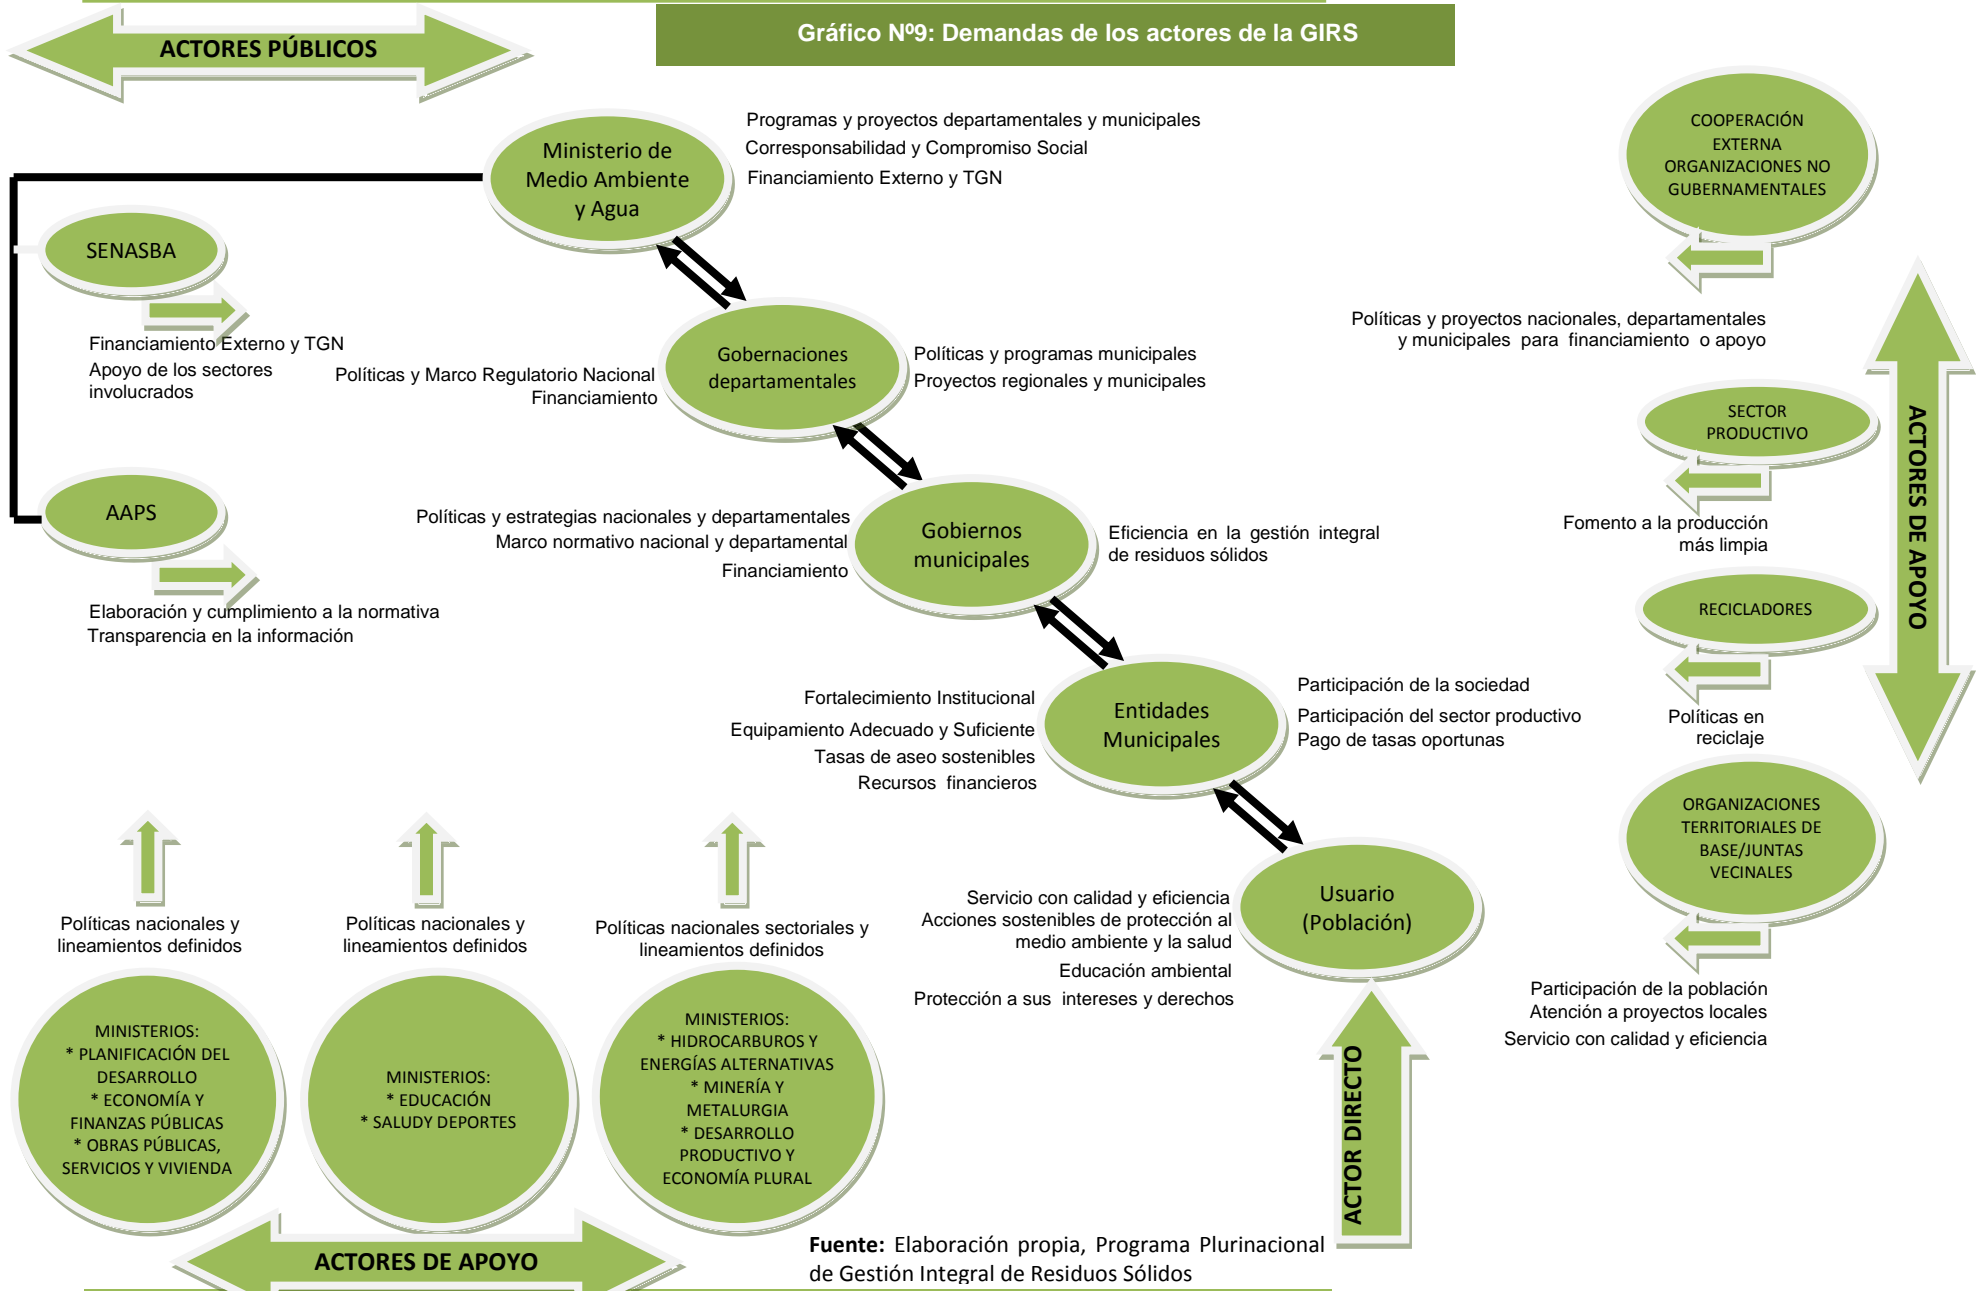 ACTORES PÚBLICOS
Gráfico Nº9: Demandas de los actores de la GIRS
Ministerio de
Medio Ambiente
y Agua
Programas y proyectos departamentales y municipales
Corresponsabilidad y Compromiso Social
Financiamiento Externo y TGN
SENASBA
Financiamiento Externo y TGN
Apoyo de los sectores
involucrados
AAPS
Elaboración y cumplimiento a la normativa
Transparencia en la información
Políticas y Marco Regulatorio Nacional
Financiamiento
Gobernaciones
departamentales
Políticas y programas municipales
Proyectos regionales y municipales
Políticas y estrategias nacionales y departamentales
Marco normativo nacional y departamental
Financiamiento
Gobiernos
municipales
Eficiencia en la gestión integral
de residuos sólidos
Fortalecimiento Institucional
Equipamiento Adecuado y Suficiente
Tasas de aseo sostenibles
Recursos financieros
Entidades
Municipales
Participación de la sociedad
Participación del sector productivo
Pago de tasas oportunas
Servicio con calidad y eficiencia
Acciones sostenibles de protección al
medio ambiente y la salud
Educación ambiental
Protección a sus intereses y derechos
Usuario
(Población)
ACTOR DIRECTO
COOPERACIÓN
EXTERNA
ORGANIZACIONES NO
GUBERNAMENTALES
Políticas y proyectos nacionales, departamentales
y municipales para financiamiento o apoyo
SECTOR
PRODUCTIVO
Fomento a la producción
más limpia
RECICLADORES
Políticas en
reciclaje
ORGANIZACIONES
TERRITORIALES DE
BASE/JUNTAS
VECINALES
Participación de la población
Atención a proyectos locales
Servicio con calidad y eficiencia
ACTORES DE APOYO
Políticas nacionales y
lineamientos definidos
MINISTERIOS:
* PLANIFICACIÓN DEL
DESARROLLO
* ECONOMÍA Y
FINANZAS PÚBLICAS
* OBRAS PÚBLICAS,
SERVICIOS Y VIVIENDA
Políticas nacionales y
lineamientos definidos
MINISTERIOS:
* EDUCACIÓN
* SALUDY DEPORTES
Políticas nacionales sectoriales y
lineamientos definidos
MINISTERIOS:
* HIDROCARBUROS Y
ENERGÍAS ALTERNATIVAS
* MINERÍA Y
METALURGIA
* DESARROLLO
PRODUCTIVO Y
ECONOMÍA PLURAL
ACTORES DE APOYO
Fuente: Elaboración propia, Programa Plurinacional
de Gestión Integral de Residuos Sólidos